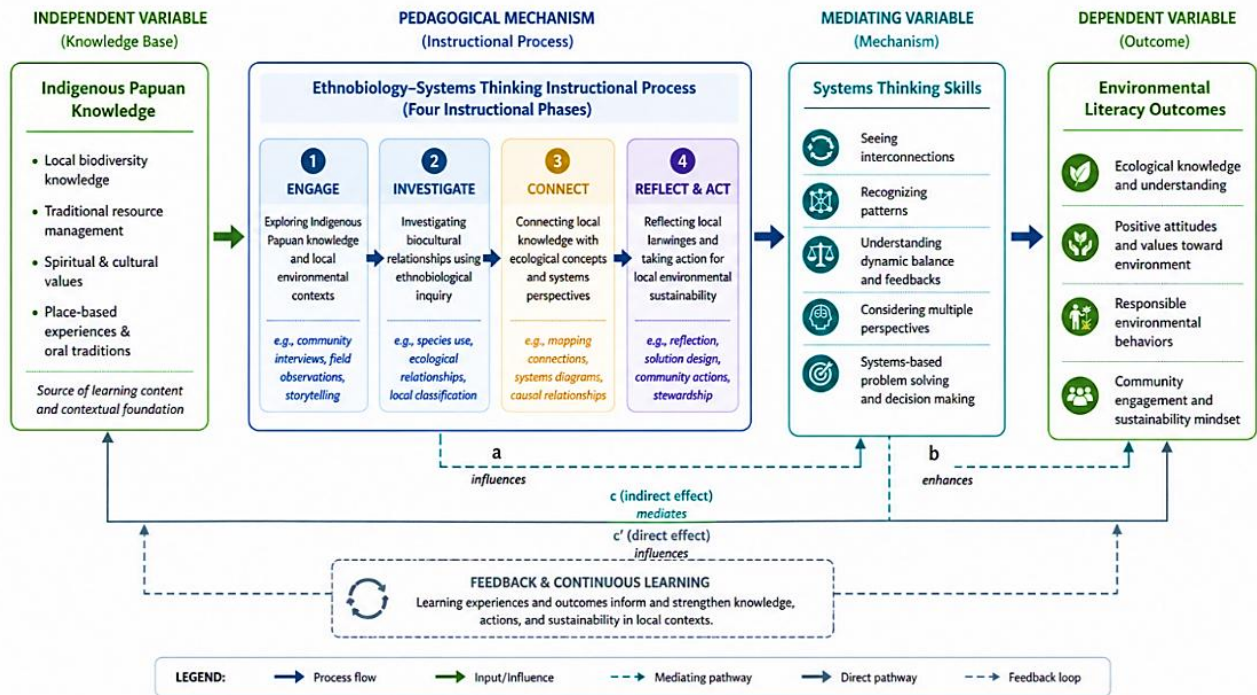 INDEPENDENT VARIABLE
(Knowledge Base)
PEDAGOGICAL MECHANISM
(Instructional Process)
MEDIATING VARIABLE
(Mechanism)
DEPENDENT VARIABLE
(Outcome)
Indigenous Papuan
Knowledge
• Local biodiversity
knowledge
• Traditional resource
management
• Spiritual & cultural
values
• Place-based
experiences &
oral traditions
Source of learning content
and contextual foundation
Ethnobiology–Systems Thinking Instructional Process
(Four Instructional Phases)
1
ENGAGE
Exploring Indigenous
Papuan knowledge
and local
environmental
contexts
e.g., community
interviews, field
observations,
storytelling
2
INVESTIGATE
Investigating
biocultural
relationships using
ethnobiological
inquiry
e.g., species use,
ecological
relationships,
local classification
3
CONNECT
Connecting local
knowledge with
ecological concepts
and systems
perspectives
e.g., mapping
connections,
systems diagrams,
causal relationships
4
REFLECT & ACT
Reflecting local
lanwinges and
taking action for
local environmental
sustainability
e.g., reflection,
solution design,
community actions,
stewardship
Systems Thinking Skills
Seeing
interconnections
Recognizing
patterns
Understanding
dynamic balance
and feedbacks
Considering multiple
perspectives
Systems-based
problem solving
and decision making
Environmental
Literacy Outcomes
Ecological knowledge
and understanding
Positive attitudes
and values toward
environment
Responsible
environmental
behaviors
Community
engagement and
sustainability mindset
a
influences
b
enhances
c (indirect effect)
mediates
c' (direct effect)
influences
FEEDBACK & CONTINUOUS LEARNING
Learning experiences and outcomes inform and strengthen knowledge,
actions, and sustainability in local contexts.
LEGEND: Process flow Input/Influence Mediating pathway Direct pathway Feedback loop